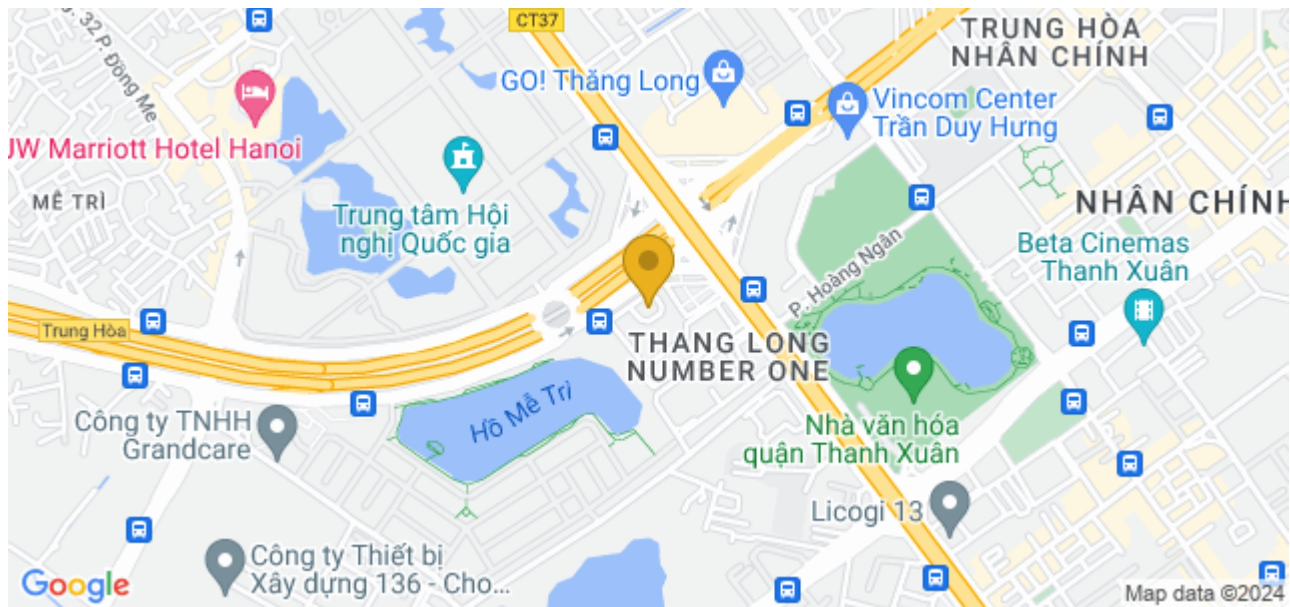 CT37
TRUNG HÒA
NHÂN CHÍNH
32 P. Đồng Me
GO! Thăng Long
Vincom Center
Trần Duy Hưng
JW Marriott Hotel Hanoi
MỄ TRÌ
Trung tâm Hội
nghị Quốc gia
NHÂN CHÍNH
Beta Cinemas
Thanh Xuân
P. Hoàng Ngân
Trung Hòa
THANG LONG
NUMBER ONE
Hồ Mễ Trì
Công ty TNHH
Grandcare
Nhà văn hóa
quận Thanh Xuân
Licogi 13
Công ty Thiết bị
Xây dựng 136 - Cho...
Google
Map data ©2024